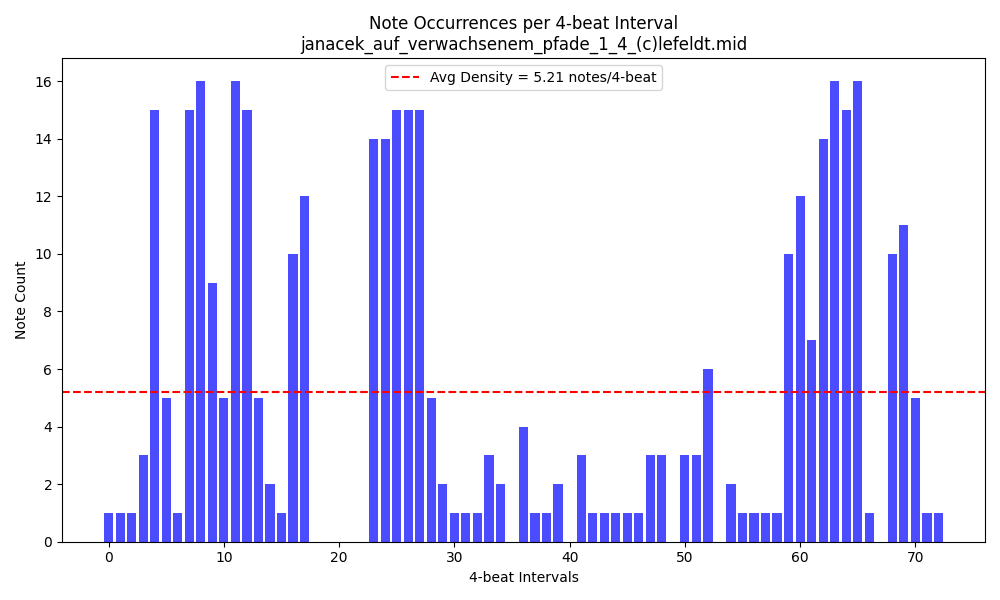 Note Occurrences per 4-beat Interval
janacek_auf_verwachsenem_pfade_1_4_(c)lefeldt.mid
Avg Density = 5.21 notes/4-beat
Note Count
16
14
12
10
8
6
4
2
0
0 10 20 30 40 50 60 70
4-beat Intervals